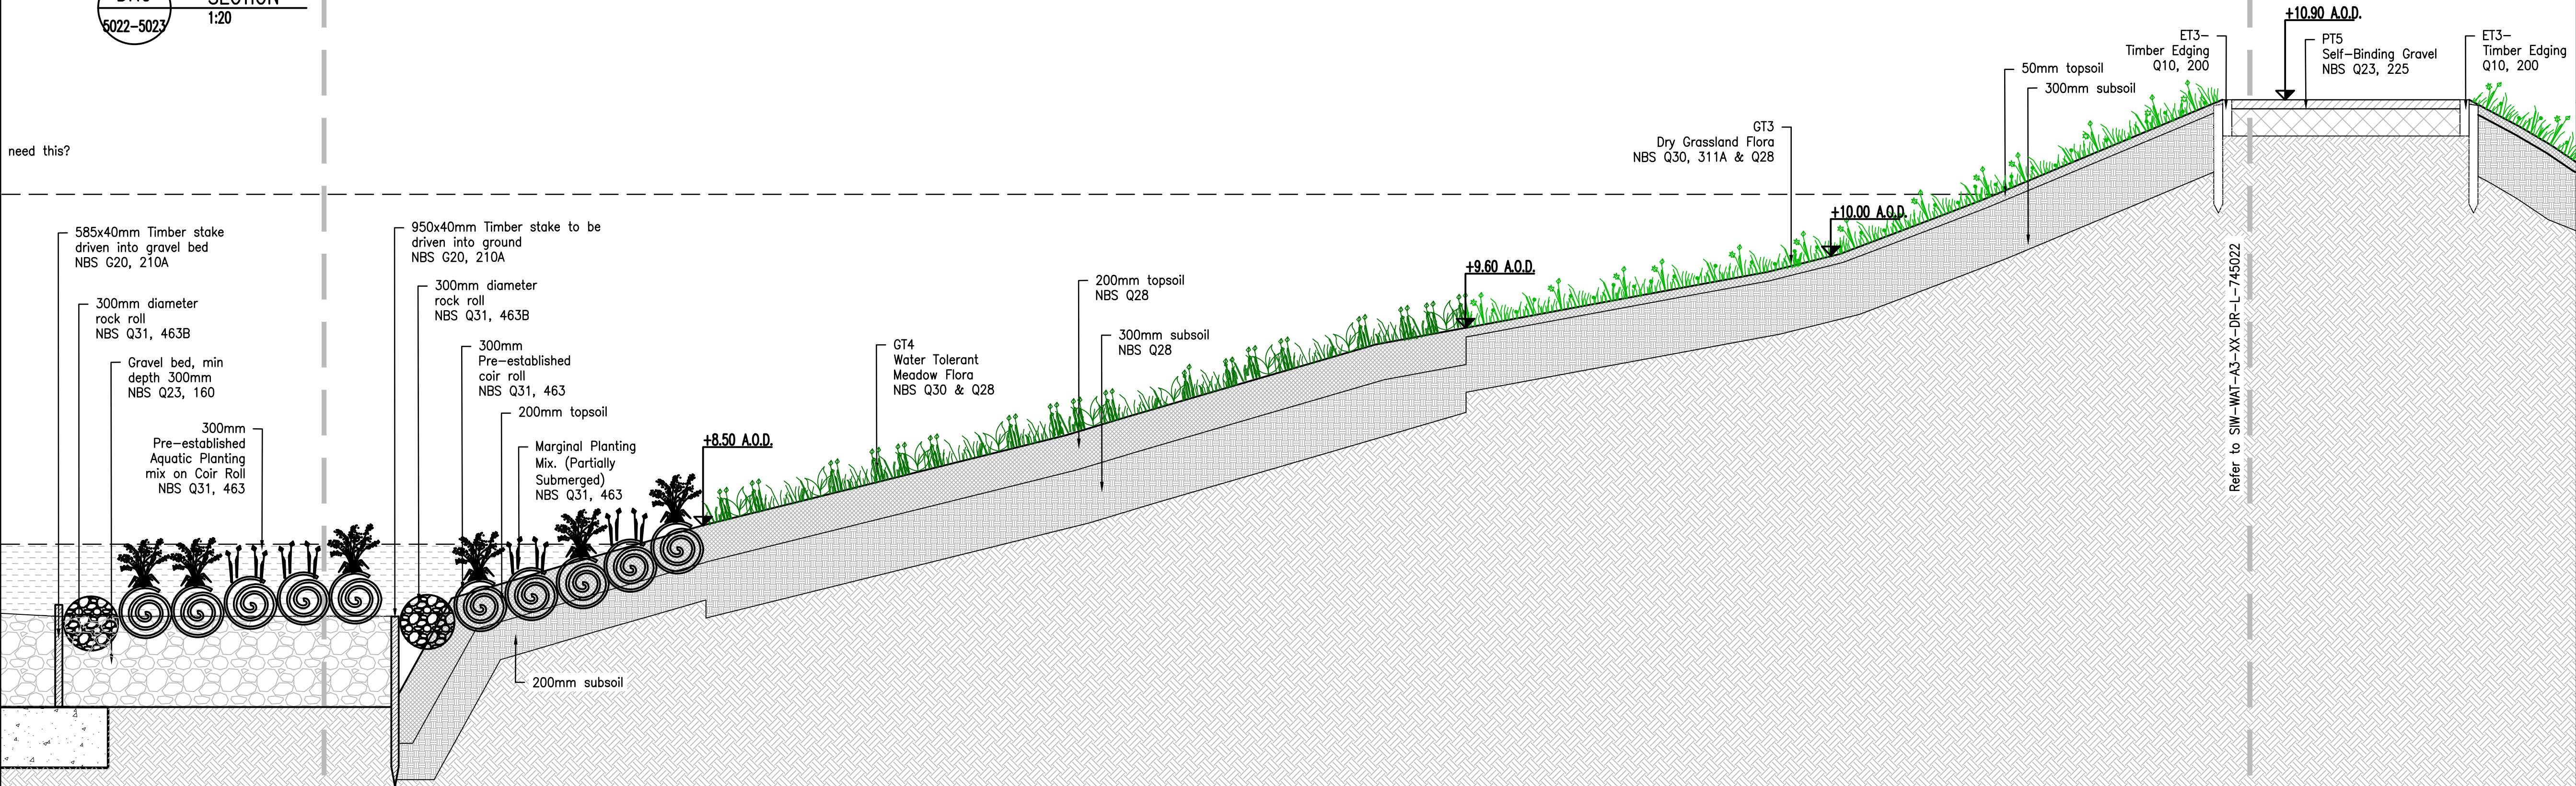 SECTION
5022-5023
1:20
need this?
585x40mm Timber stake
driven into gravel bed
NBS G20, 210A
300mm diameter
rock roll
NBS Q31, 463B
Gravel bed, min
depth 300mm
NBS Q23, 160
300mm
Pre-established
Aquatic Planting
mix on Coir Roll
NBS Q31, 463
950x40mm Timber stake to be
driven into ground
NBS G20, 210A
300mm diameter
rock roll
NBS Q31, 463B
300mm
Pre-established
coir roll
NBS Q31, 463
200mm topsoil
Marginal Planting
Mix. (Partially
Submerged)
NBS Q31, 463
200mm subsoil
+8.50 A.O.D.
GT4
Water Tolerant
Meadow Flora
NBS Q30 & Q28
200mm topsoil
NBS Q28
300mm subsoil
NBS Q28
+9.60 A.O.D.
GT3
Dry Grassland Flora
NBS Q30, 311A & Q28
+10.00 A.O.D.
50mm topsoil
300mm subsoil
ET3-
Timber Edging
Q10, 200
+10.90 A.O.D.
PT5
Self-Binding Gravel
NBS Q23, 225
ET3-
Timber Edging
Q10, 200
Refer to SIW-WAT-A3-XX-DR-L-745022